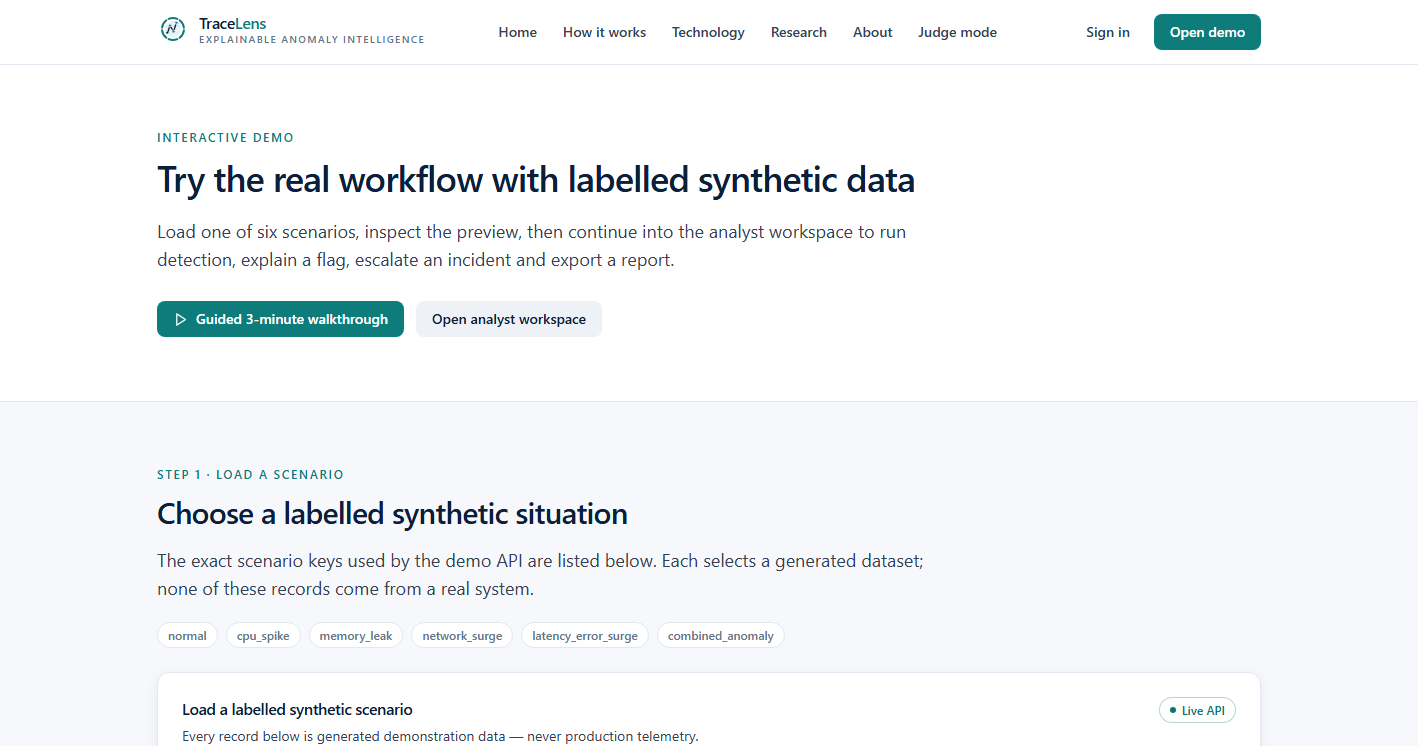 TraceLens
EXPLAINABLE ANOMALY INTELLIGENCE
Home
How it works
Technology
Research
About
Judge mode
Sign in
Open demo
INTERACTIVE DEMO
Try the real workflow with labelled synthetic data
Load one of six scenarios, inspect the preview, then continue into the analyst workspace to run
detection, explain a flag, escalate an incident and export a report.
Guided 3-minute walkthrough
Open analyst workspace
STEP 1 · LOAD A SCENARIO
Choose a labelled synthetic situation
The exact scenario keys used by the demo API are listed below. Each selects a generated dataset;
none of these records come from a real system.
normal
cpu_spike
memory_leak
network_surge
latency_error_surge
combined_anomaly
Load a labelled synthetic scenario
Live API
Every record below is generated demonstration data — never production telemetry.